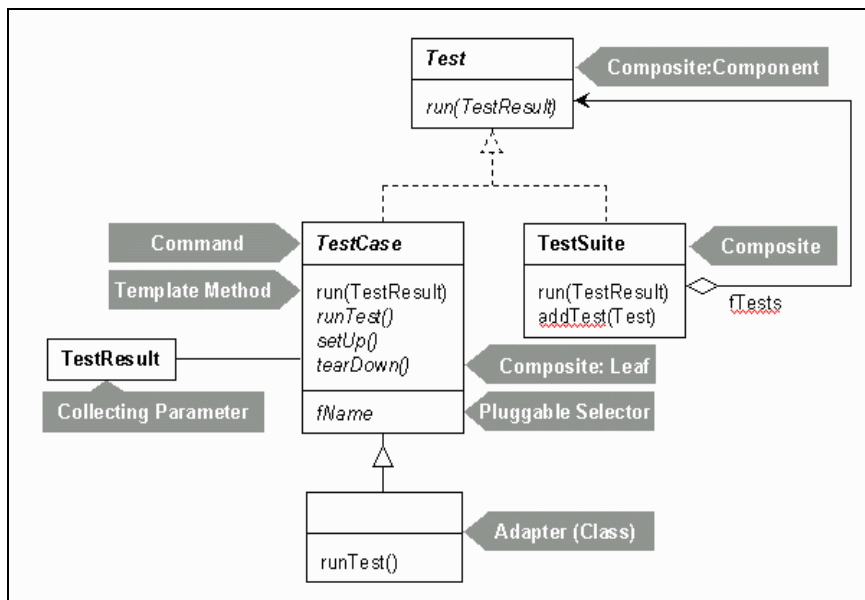 Test
Composite:Component
run(TestResult)
Command
TestCase
TestSuite
Composite
Template Method
run(TestResult)
runTest()
setUp()
tearDown()
run(TestResult)
addTest(Test)
fTests
TestResult
Composite: Leaf
Collecting Parameter
fName
Pluggable Selector
Adapter (Class)
runTest()